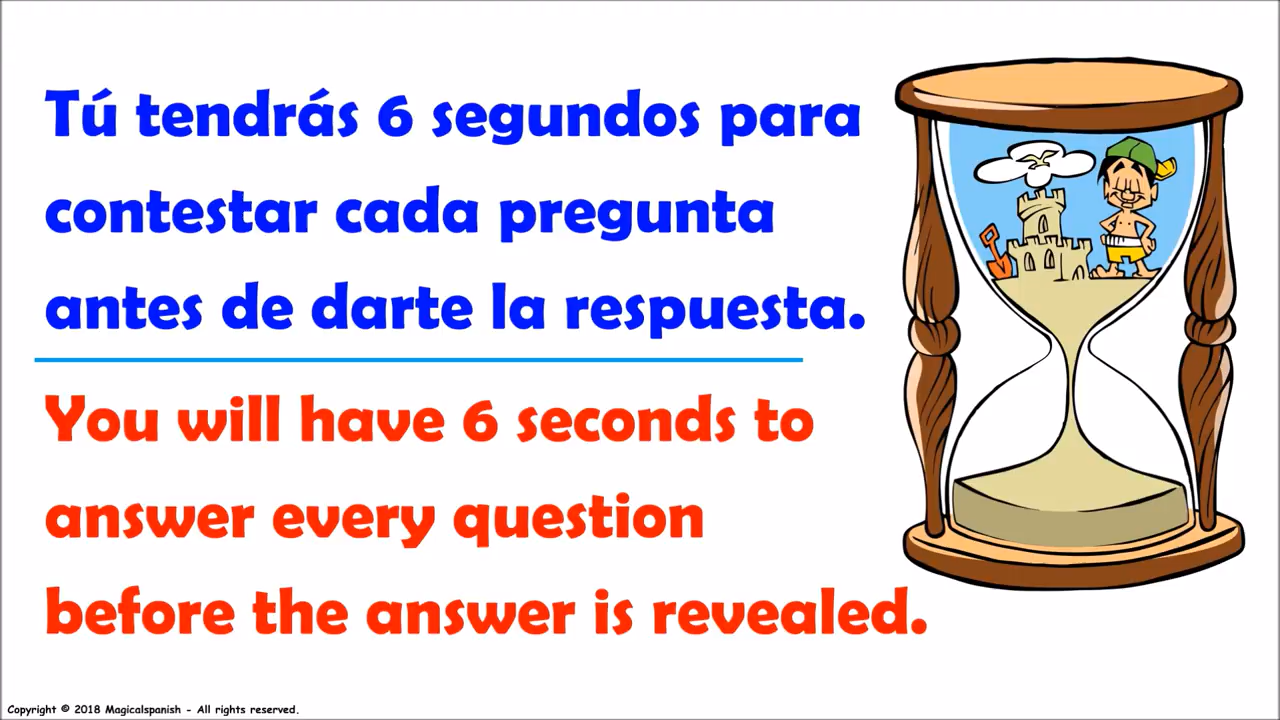 Tú tendrás 6 segundos para
contestar cada pregunta
antes de darte la respuesta.
You will have 6 seconds to
answer every question
before the answer is revealed.
Copyright © 2018 Magicalspanish - All rights reserved.